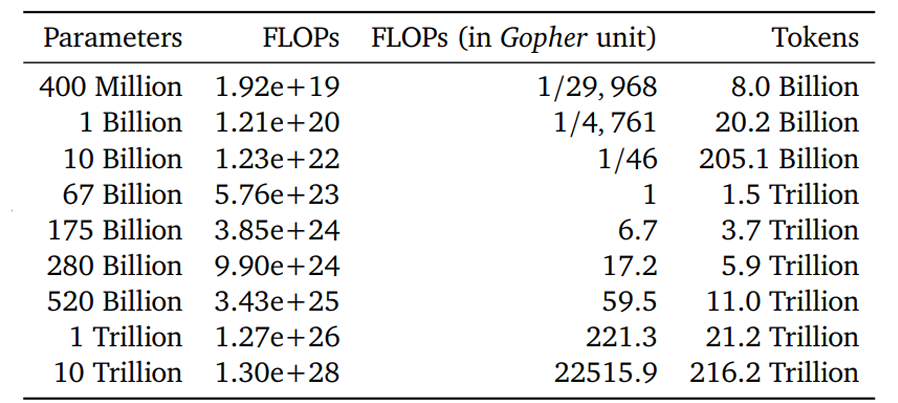 Parameters FLOPs FLOPs (in Gopher unit) Tokens
400 Million 1.92e+19 1/29, 968 8.0 Billion
1 Billion 1.21e+20 1/4, 761 20.2 Billion
10 Billion 1.23e+22 1/46 205.1 Billion
67 Billion 5.76e+23 1 1.5 Trillion
175 Billion 3.85e+24 6.7 3.7 Trillion
280 Billion 9.90e+24 17.2 5.9 Trillion
520 Billion 3.43e+25 59.5 11.0 Trillion
1 Trillion 1.27e+26 221.3 21.2 Trillion
10 Trillion 1.30e+28 22515.9 216.2 Trillion